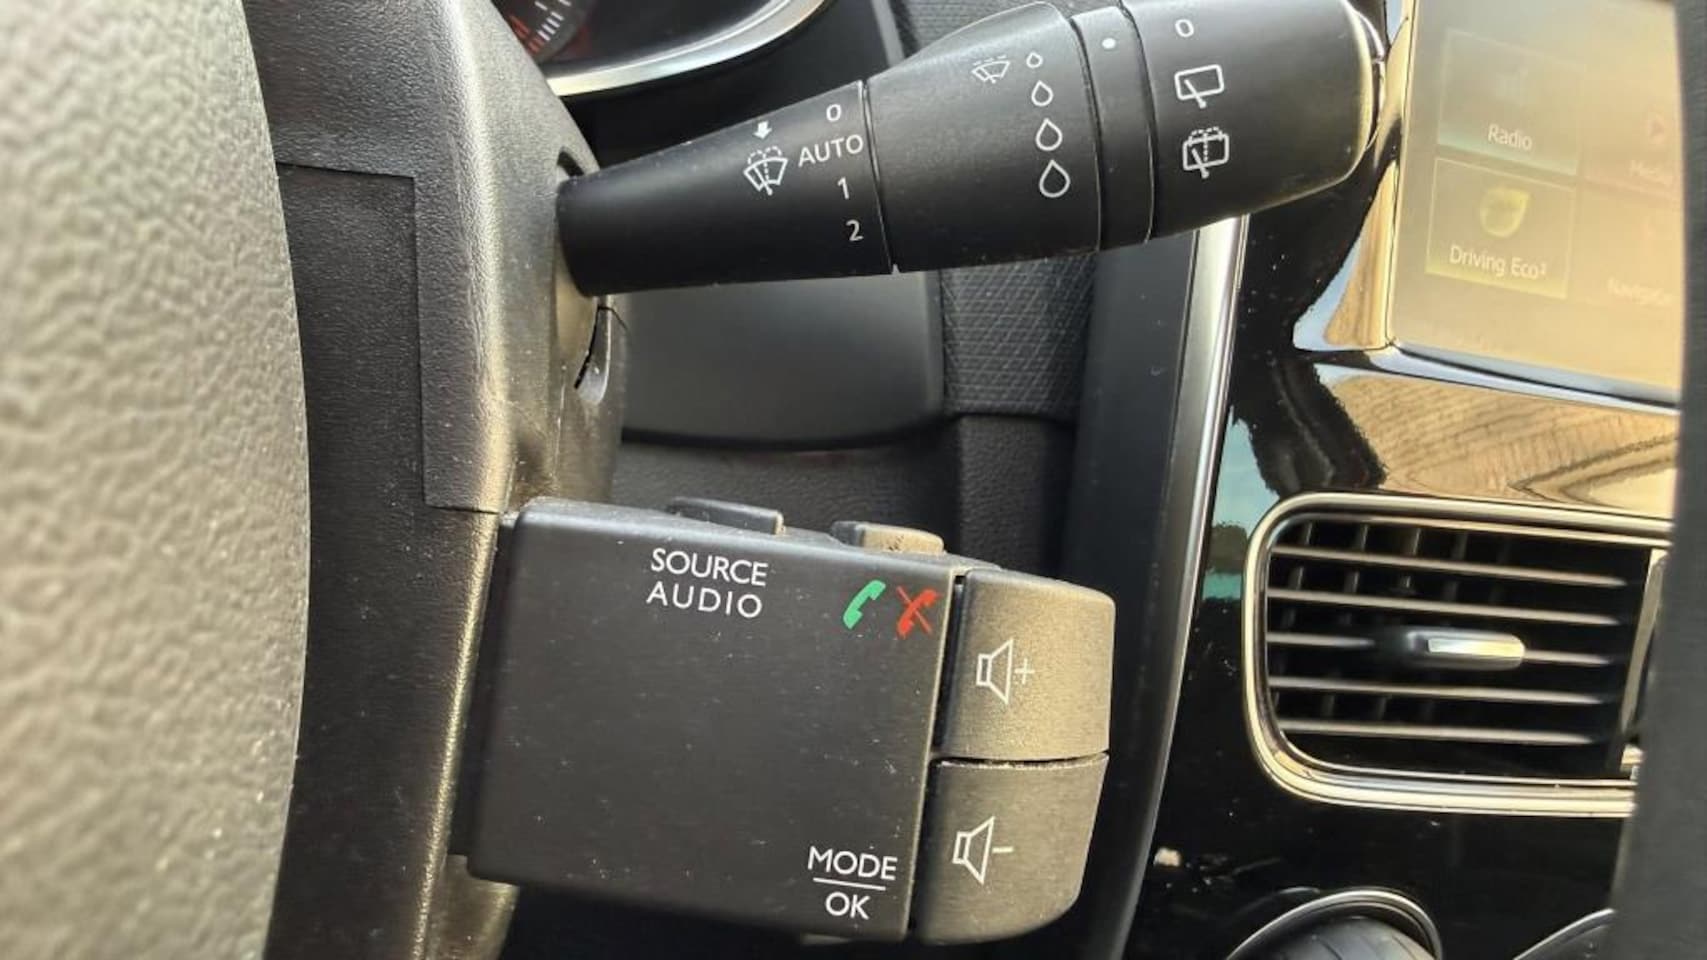 0
AUTO
1
2
0
Radio
Driving Eco²
SOURCE
AUDIO
MODE
OK